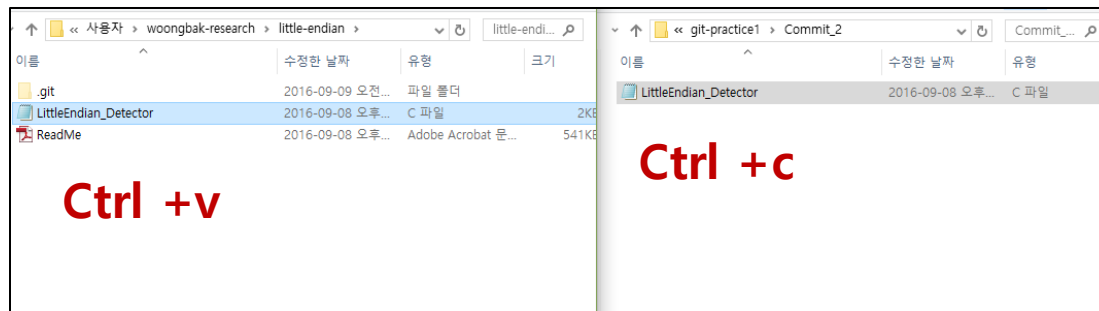 « 사용자 › woongbak-research › little-endian ›
little-endi...
이름
수정한 날짜
유형
크기
.git
2016-09-09 오전...
파일 폴더
LittleEndian_Detector
2016-09-08 오후...
C 파일
2KB
ReadMe
2016-09-08 오후...
Adobe Acrobat 문...
541KB
Ctrl +v
« git-practice1 › Commit_2
Commit_...
이름
수정한 날짜
유형
LittleEndian_Detector
2016-09-08 오후...
C 파일
Ctrl +c